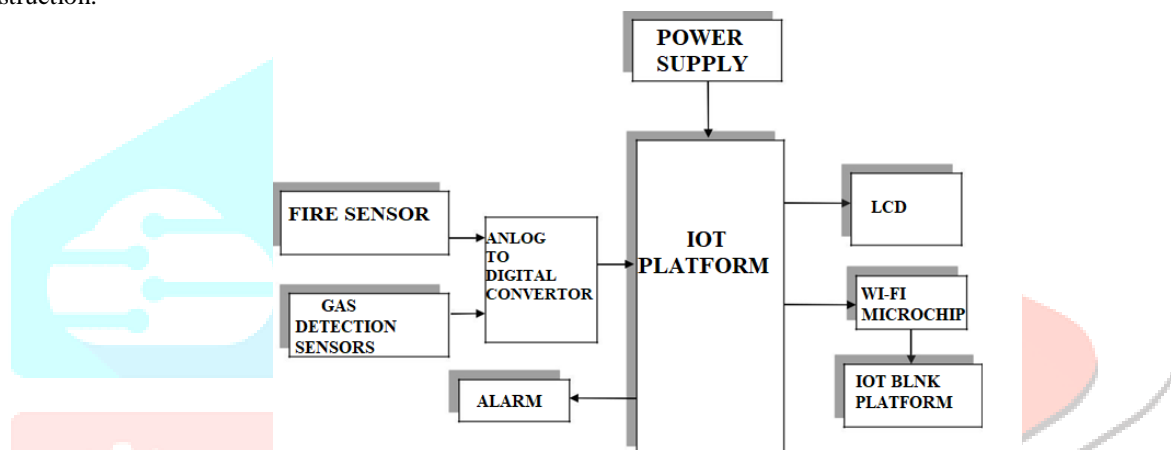 struction.
POWER
SUPPLY
FIRE SENSOR
ANLOG
TO
DIGITAL
CONVERTOR
GAS
DETECTION
SENSORS
IOT
PLATFORM
LCD
WI-FI
MICROCHIP
IOT BLNK
PLATFORM
ALARM